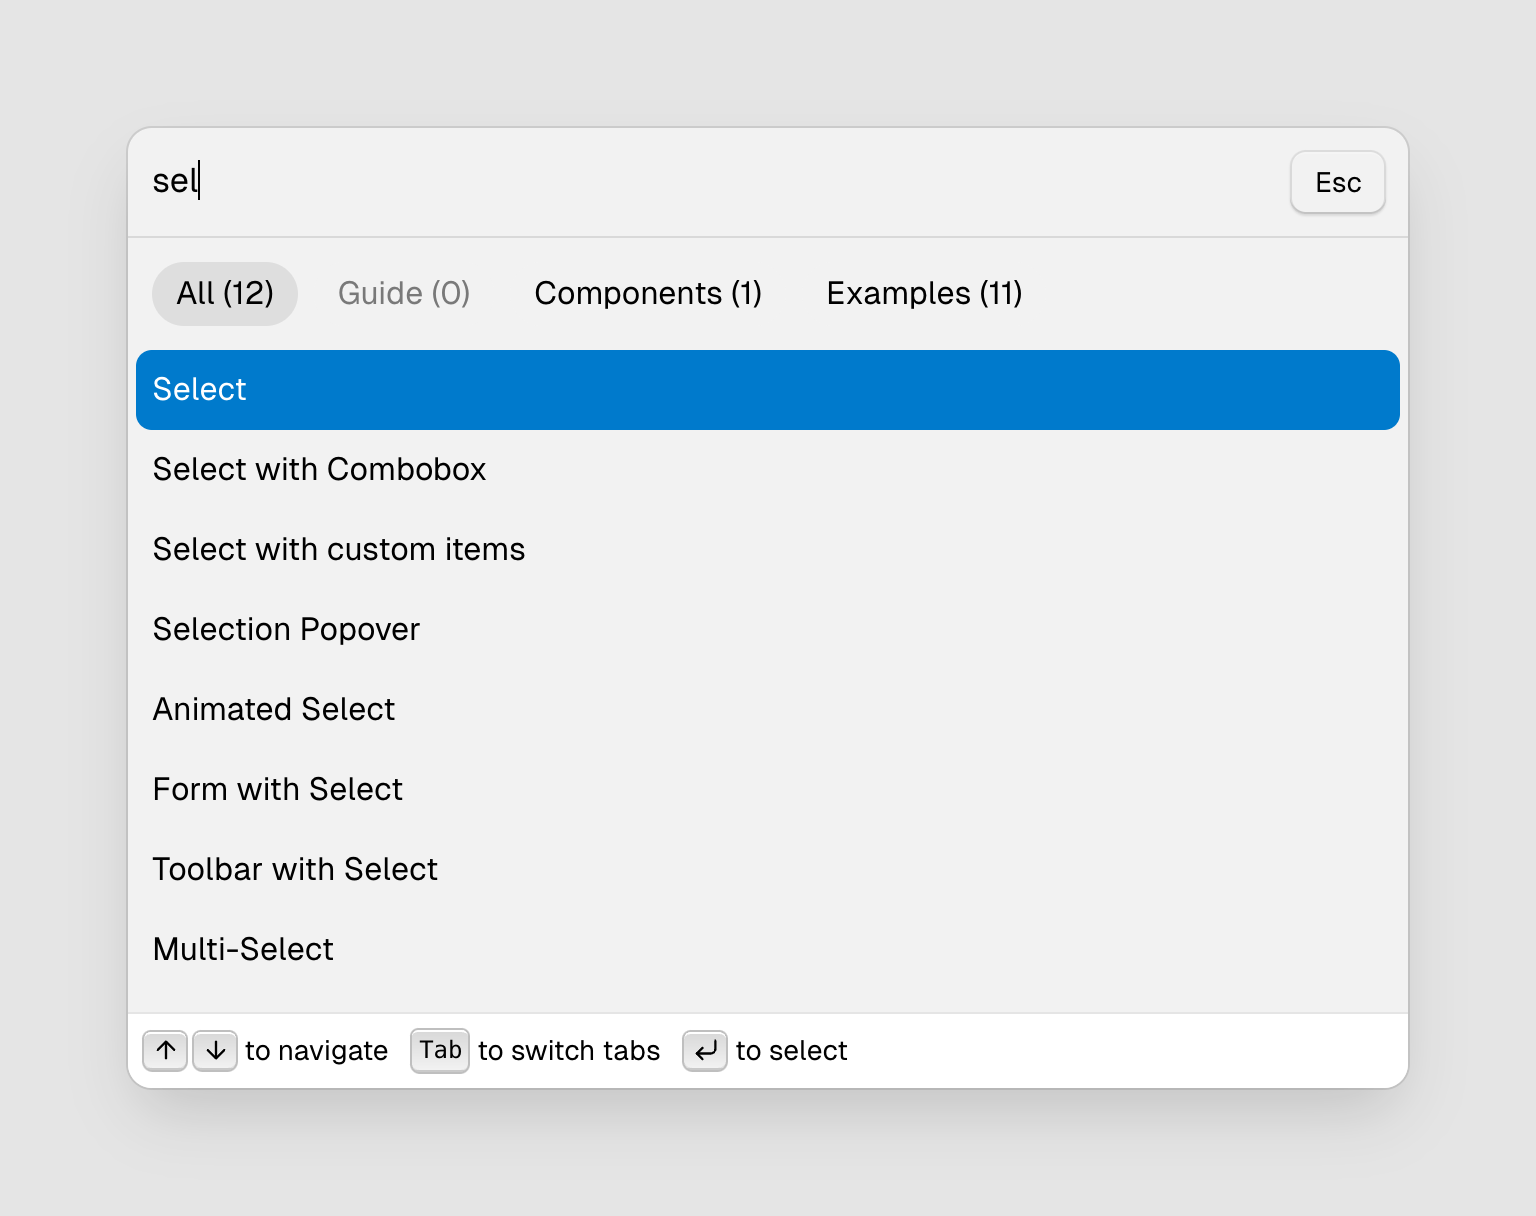 sel
Esc
All (12) Guide (0) Components (1) Examples (11)
Select
Select with Combobox
Select with custom items
Selection Popover
Animated Select
Form with Select
Toolbar with Select
Multi-Select
↑ ↓ to navigate Tab to switch tabs ↵ to select